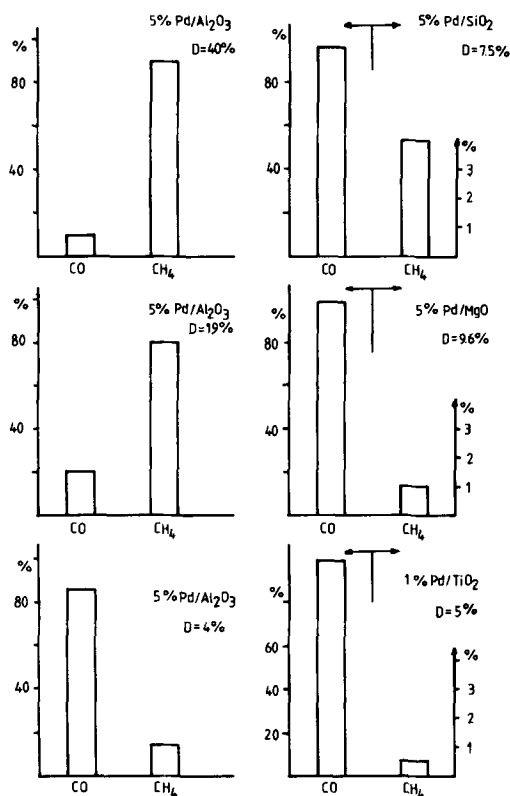 5% Pd/Al₂O₃
D=40%
%
80
40
CO
CH₄
5% Pd/SiO₂
D=7.5%
%
80
40
%
3
2
1
CO
CH₄
5% Pd/Al₂O₃
D=19%
%
80
40
CO
CH₄
5% Pd/MgO
D=9.6%
%
80
40
%
3
2
1
CO
CH₄
5% Pd/Al₂O₃
D=4%
%
80
40
CO
CH₄
1% Pd/TiO₂
D=5%
%
80
60
40
20
%
3
2
1
CO
CH₄